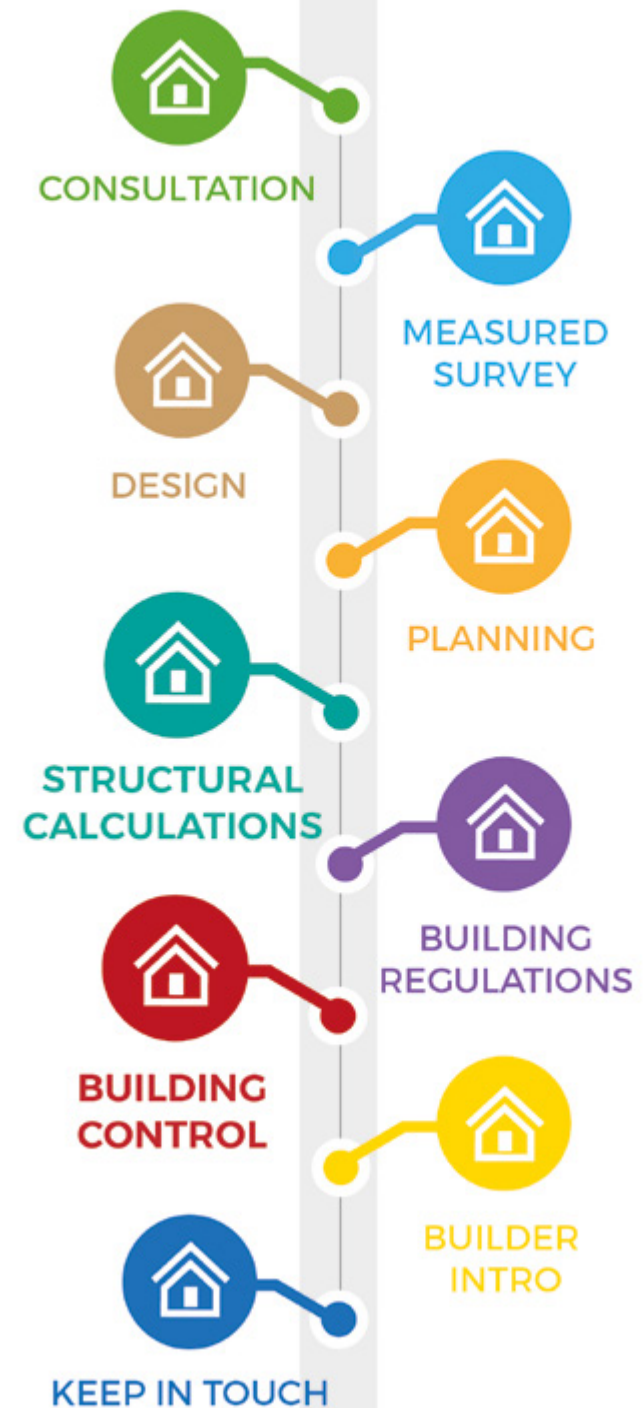 CONSULTATION
MEASURED
SURVEY
DESIGN
PLANNING
STRUCTURAL
CALCULATIONS
BUILDING
REGULATIONS
BUILDING
CONTROL
BUILDER
INTRO
KEEP IN TOUCH